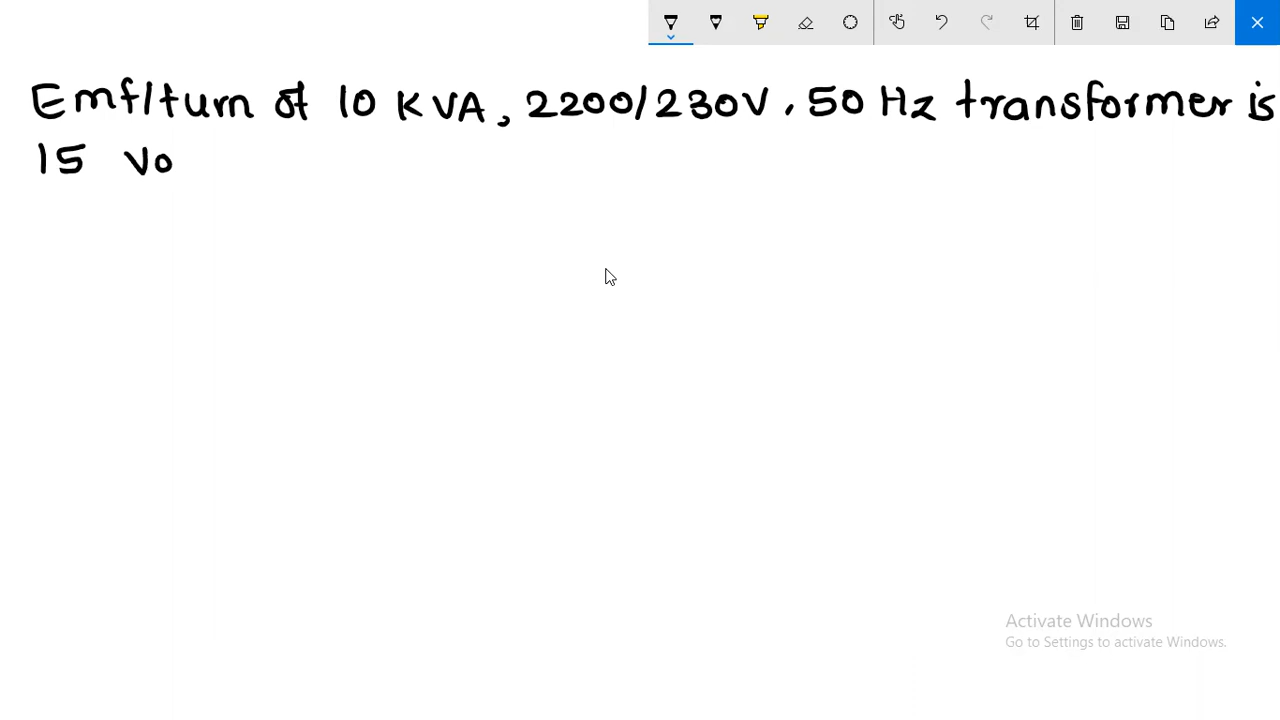 Emf/turn of 10 KVA, 2200/230V, 50 Hz transformer is
15 Vo
Activate Windows
Go to Settings to activate Windows.